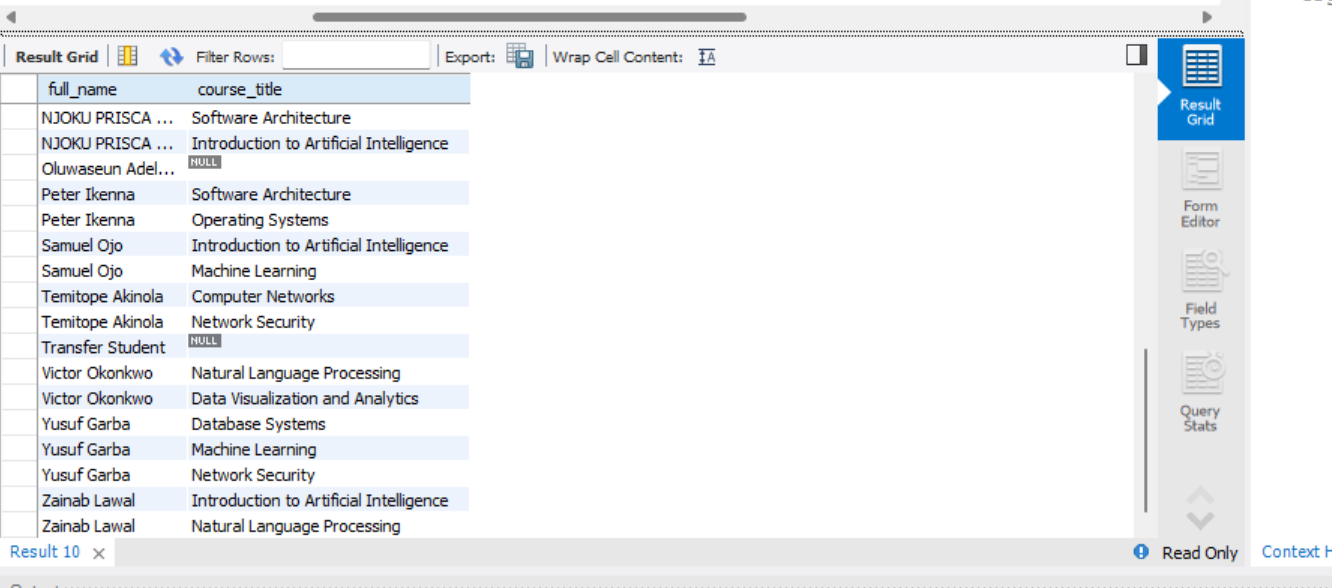 Result Grid Filter Rows: Export: Wrap Cell Content: IA
full_name course_title
NJOKU PRISCA ... Software Architecture
NJOKU PRISCA ... Introduction to Artificial Intelligence
Oluwaseun Adel... NULL
Peter Ikenna Software Architecture
Peter Ikenna Operating Systems
Samuel Ojo Introduction to Artificial Intelligence
Samuel Ojo Machine Learning
Temitope Akinola Computer Networks
Temitope Akinola Network Security
Transfer Student NULL
Victor Okonkwo Natural Language Processing
Victor Okonkwo Data Visualization and Analytics
Yusuf Garba Database Systems
Yusuf Garba Machine Learning
Yusuf Garba Network Security
Zainab Lawal Introduction to Artificial Intelligence
Zainab Lawal Natural Language Processing
Result
Grid
Form
Editor
Field
Types
Query
Stats
Result 10 Read Only Context